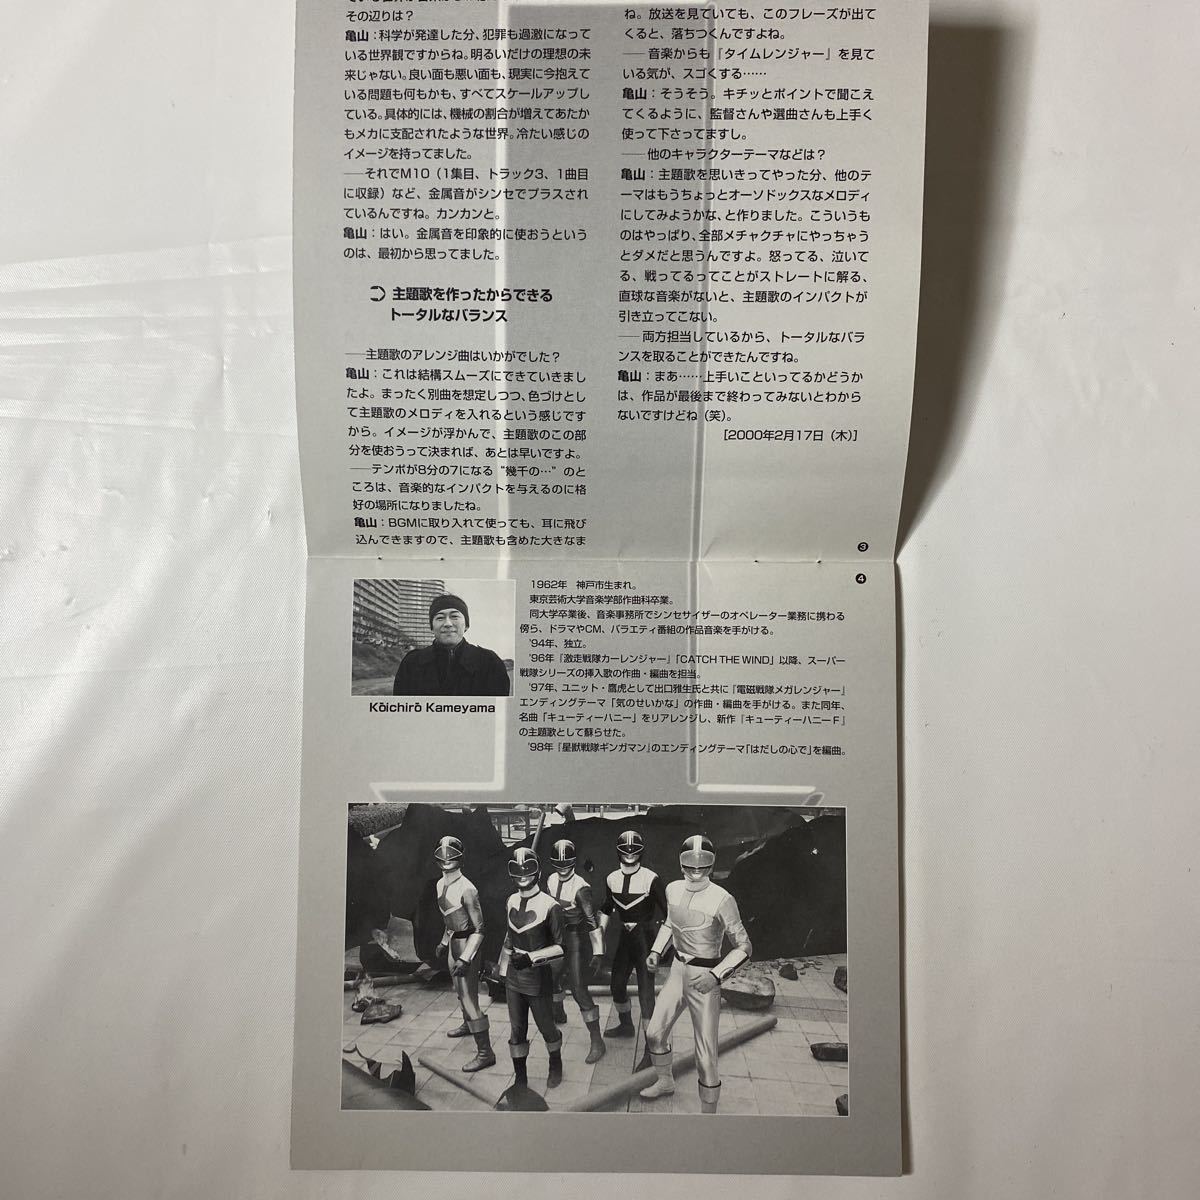 その辺りは？
亀山：科学が発達した分、犯罪も過激になって
いる世界観ですからね。明るいだけの理想の未
来じゃない。良い面も悪い面も、現実に今抱えて
いる問題も何もかも、すべてスケールアップし
ている。具体的には、機械の割合が増えてあたか
もメカに支配されたような世界。冷たい感じの
イメージを持ってました。
──それでM10（1集目、トラック3、1曲目
に収録）など、金属音がシンセでプラスされ
ているんですね。カンカンと。
亀山：はい。金属音を印象的に使おうという
のは、最初から思ってました。
主題歌を作ったからできる
トータルなバランス
──主題歌のアレンジ曲はいかがでした？
亀山：これは結構スムーズにできていきまし
たよ。まったく別曲を想定しつつ、色づけとし
て主題歌のメロディを入れるという感じです
から。イメージが浮かんで、主題歌のこの部
分を使おうって決まれば、あとは早いですよ。
──テンポが8分の7になる“幾千の…”のと
ころは、音楽的なインパクトを与えるのに格
好の場所になりましたね。
亀山：BGMに取り入れて使っても、耳に飛び
込んできますので、主題歌も含めた大きなま
ね。放送を見ていても、このフレーズが出て
くると、落ちつくんですよね。
──音楽からも『タイムレンジャー』を見て
いる気が、スゴくする……
亀山：そうそう。キチッとポイントで聞こえ
てくるように、監督さんや選曲さんも上手く
使って下さってますし。
──他のキャラクターテーマなどは？
亀山：主題歌を思いきってやった分、他のテ
ーマはもうちょっとオーソドックスなメロディ
にしてみようかな、と作りました。こういうも
のはやっぱり、全部メチャクチャにやっちゃう
とダメだと思うんですよ。怒ってる、泣いて
る、戦ってるってことがストレートに解る、
直球な音楽がないと、主題歌のインパクトが
引き立ってこない。
──両方担当しているから、トータルなバラ
ンスを取ることができたんですね。
亀山：まあ……上手いこといってるかどうか
は、作品が最後まで終わってみないとわから
ないですけどね（笑）。
［2000年2月17日（木）］
3
4
Kōichirō Kameyama
1962年　神戸市生まれ。
東京芸術大学音楽学部作曲科卒業。
同大学卒業後、音楽事務所でシンセサイザーのオペレーター業務に携わる
傍ら、ドラマやCM、バラエティ番組の作品音楽を手がける。
'94年、独立。
'96年『激走戦隊カーレンジャー』「CATCH THE WIND」以降、スーパー
戦隊シリーズの挿入歌の作曲・編曲を担当。
'97年、ユニット・鷹虎として出口雅生氏と共に『電磁戦隊メガレンジャー』
エンディングテーマ「気のせいかな」の作曲・編曲を手がける。また同年、
名曲「キューティーハニー」をリアレンジし、新作『キューティーハニーF』
の主題歌として蘇らせた。
'98年『星獣戦隊ギンガマン』のエンディングテーマ「はだしの心で」を編曲。